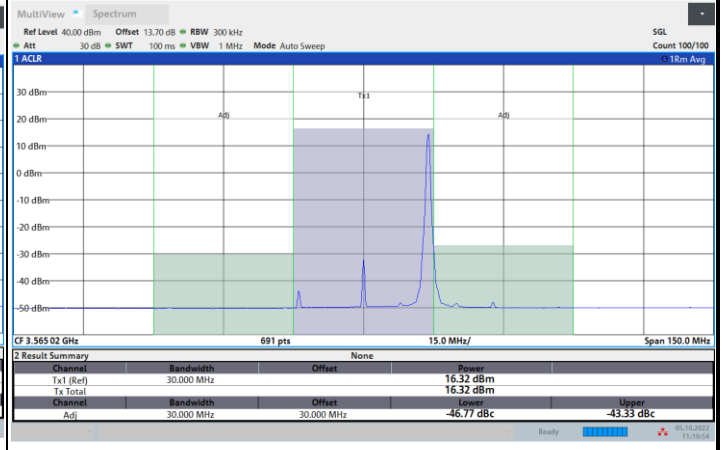 MultiView Spectrum
Ref Level 40.00 dBm Offset 13.70 dB RBW 300 kHz SGL
Att 30 dB SWT 100 ms VBW 1 MHz Mode Auto Sweep Count 100/100
1 ACLR 1Rm Avg
30 dBm
Tx1
20 dBm
Adj
Adj
10 dBm
0 dBm
-10 dBm
-20 dBm
-30 dBm
-40 dBm
-50 dBm
CF 3.565 02 GHz 691 pts 15.0 MHz/ Span 150.0 MHz
2 Result Summary None
Channel Bandwidth Offset Power
Tx1 (Ref) 30.000 MHz 16.32 dBm
Tx Total 16.32 dBm
Channel Bandwidth Offset Lower Upper
Adj 30.000 MHz 30.000 MHz -46.77 dBc -43.33 dBc
Ready 05.10.2022
11:10:54